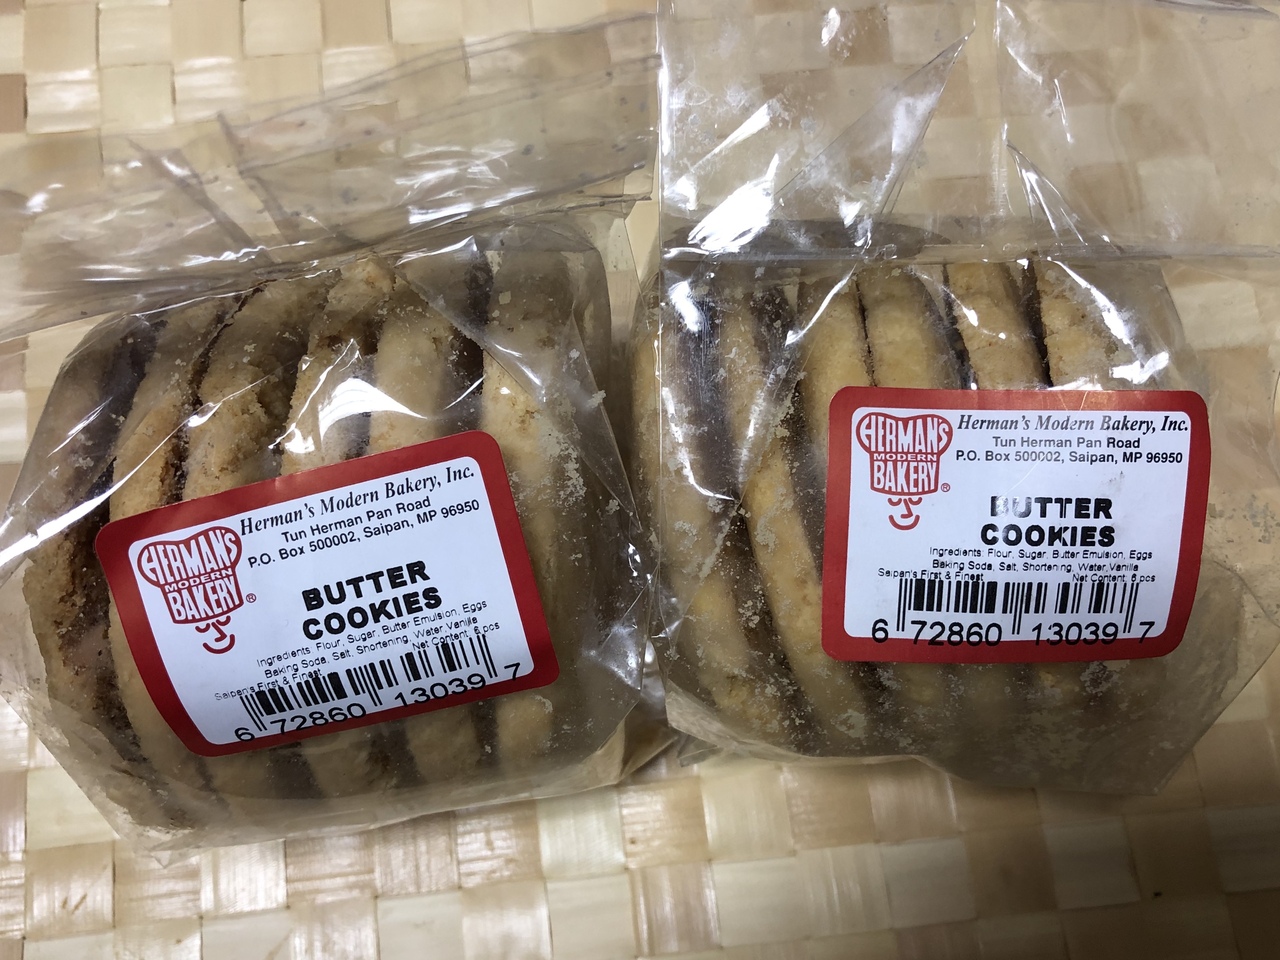 HERMAN'S
MODERN
BAKERY®
Herman's Modern Bakery, Inc.
Tun Herman Pan Road
P.O. Box 500002, Saipan, MP 96950
BUTTER
COOKIES
Ingredients: Flour, Sugar, Butter Emulsion, Eggs
Baking Soda, Salt, Shortening, Water, Vanilla
Saipan's First & Finest Net Content: 6 pcs
6 72860 13039 7
HERMAN'S
MODERN
BAKERY®
Herman's Modern Bakery, Inc.
Tun Herman Pan Road
P.O. Box 500002, Saipan, MP 96950
BUTTER
COOKIES
Ingredients: Flour, Sugar, Butter Emulsion, Eggs
Baking Soda, Salt, Shortening, Water, Vanilla
Saipan's First & Finest Net Content: 6 pcs
6 72860 13039 7